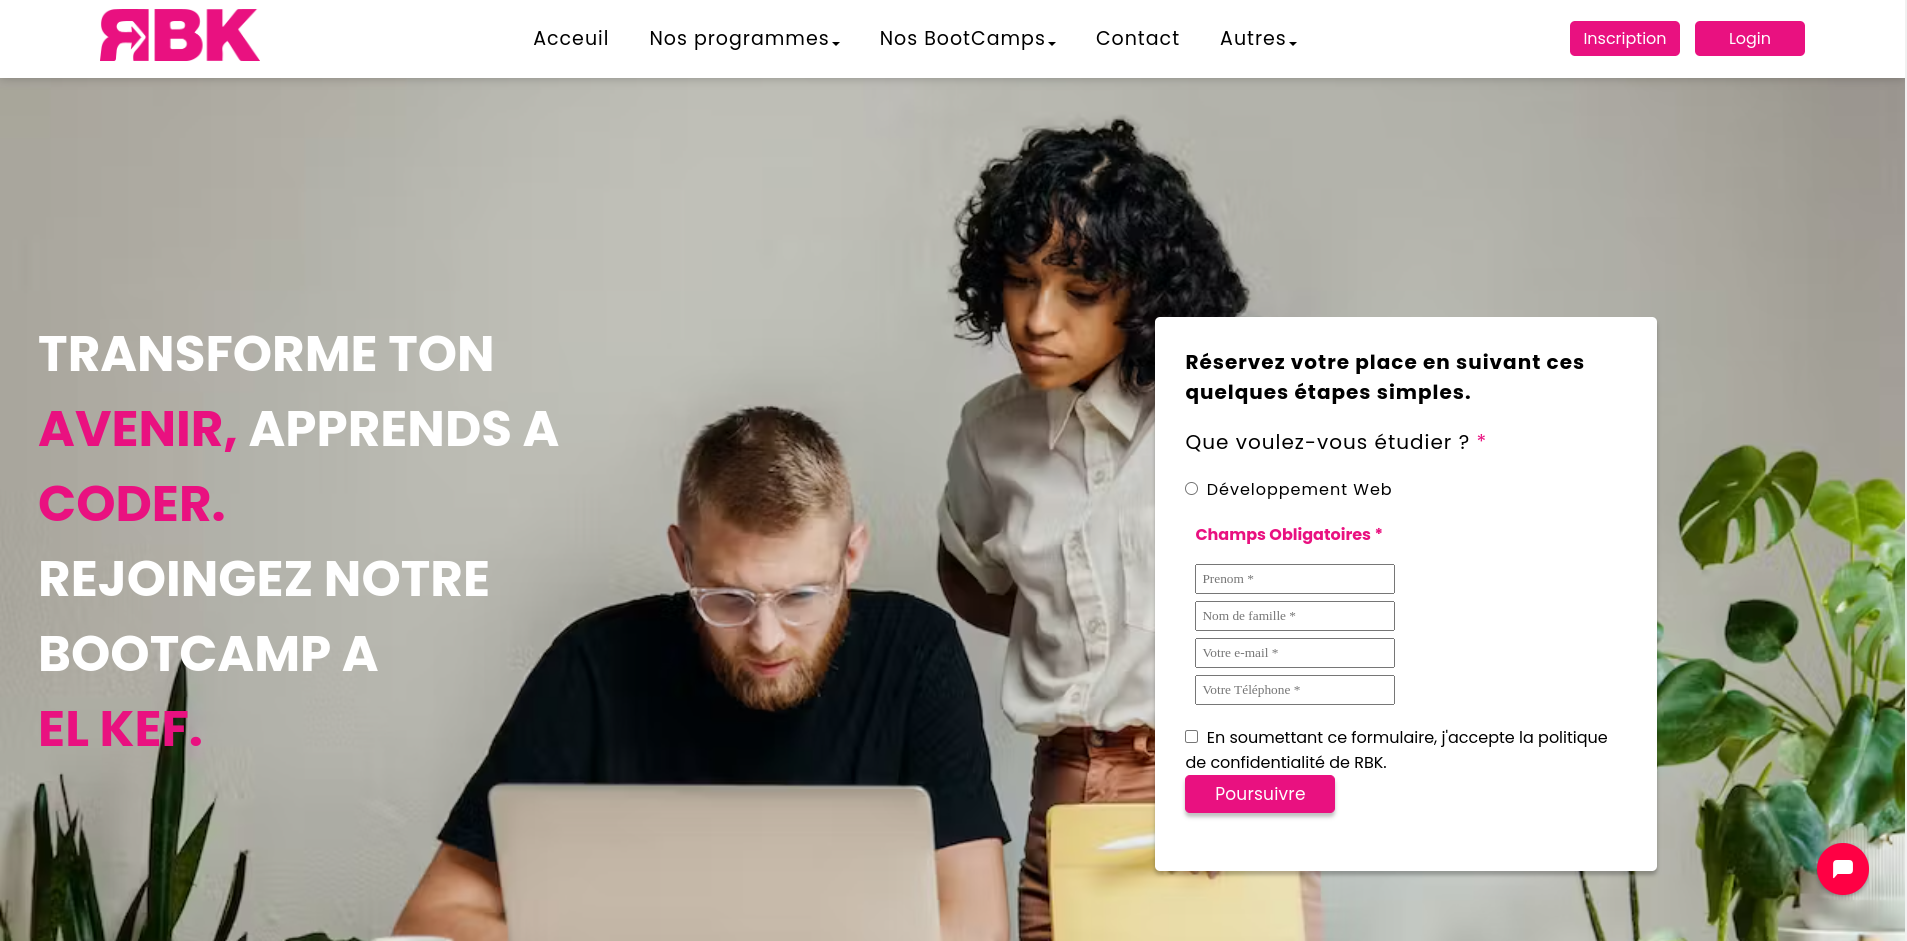 RBK
Acceuil
Nos programmes
Nos BootCamps
Contact
Autres
Inscription
Login
TRANSFORME TON
AVENIR, APPRENDS A
CODER.
REJOINGEZ NOTRE
BOOTCAMP A
EL KEF.
Réservez votre place en suivant ces
quelques étapes simples.
Que voulez-vous étudier ? *
Développement Web
Champs Obligatoires *
Prenom *
Nom de famille *
Votre e-mail *
Votre Téléphone *
En soumettant ce formulaire, j'accepte la politique
de confidentialité de RBK.
Poursuivre